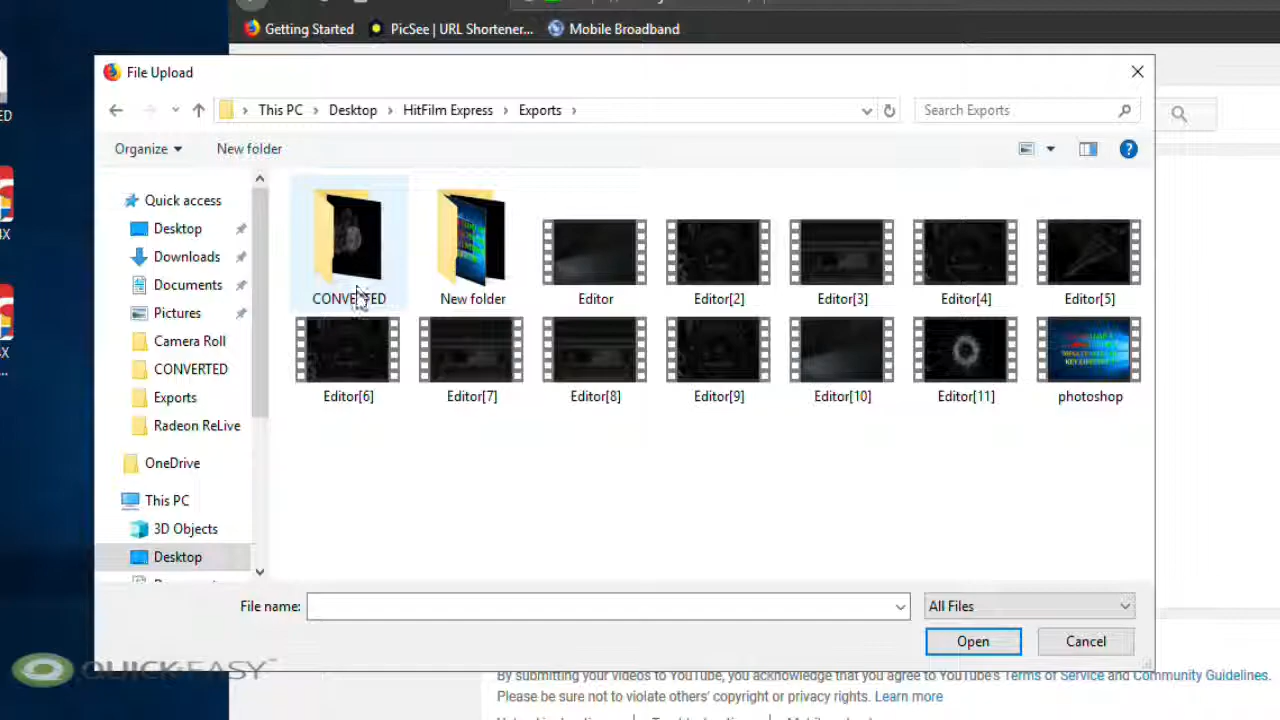 Getting Started
PicSee | URL Shortener...
Mobile Broadband
File Upload
This PC
Desktop
HitFilm Express
Exports
Search Exports
Organize
New folder
Quick access
Desktop
Downloads
Documents
Pictures
Camera Roll
CONVERTED
Exports
Radeon ReLive
OneDrive
This PC
3D Objects
Desktop
CONVERTED
New folder
Editor
Editor[2]
Editor[3]
Editor[4]
Editor[5]
Editor[6]
Editor[7]
Editor[8]
Editor[9]
Editor[10]
Editor[11]
photoshop
ED
4X
X
...
File name:
All Files
Open
Cancel
QUICK-EASY™
By submitting your videos to YouTube, you acknowledge that you agree to YouTube's Terms of Service and Community Guidelines.
Please be sure not to violate others' copyright or privacy rights. Learn more